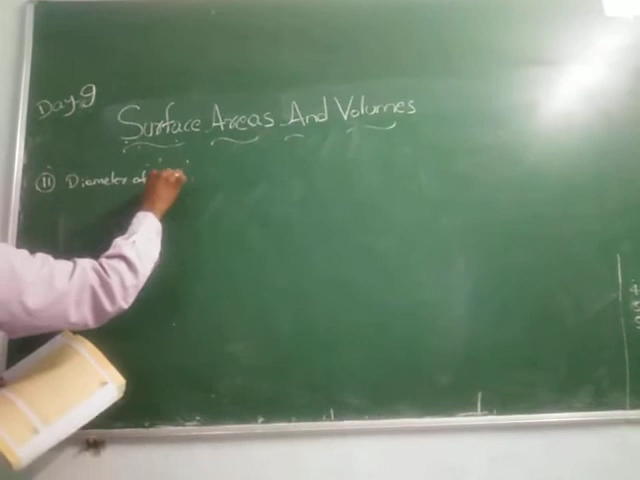 Day-9
Surface Areas And Volumes
(11) Diameter of